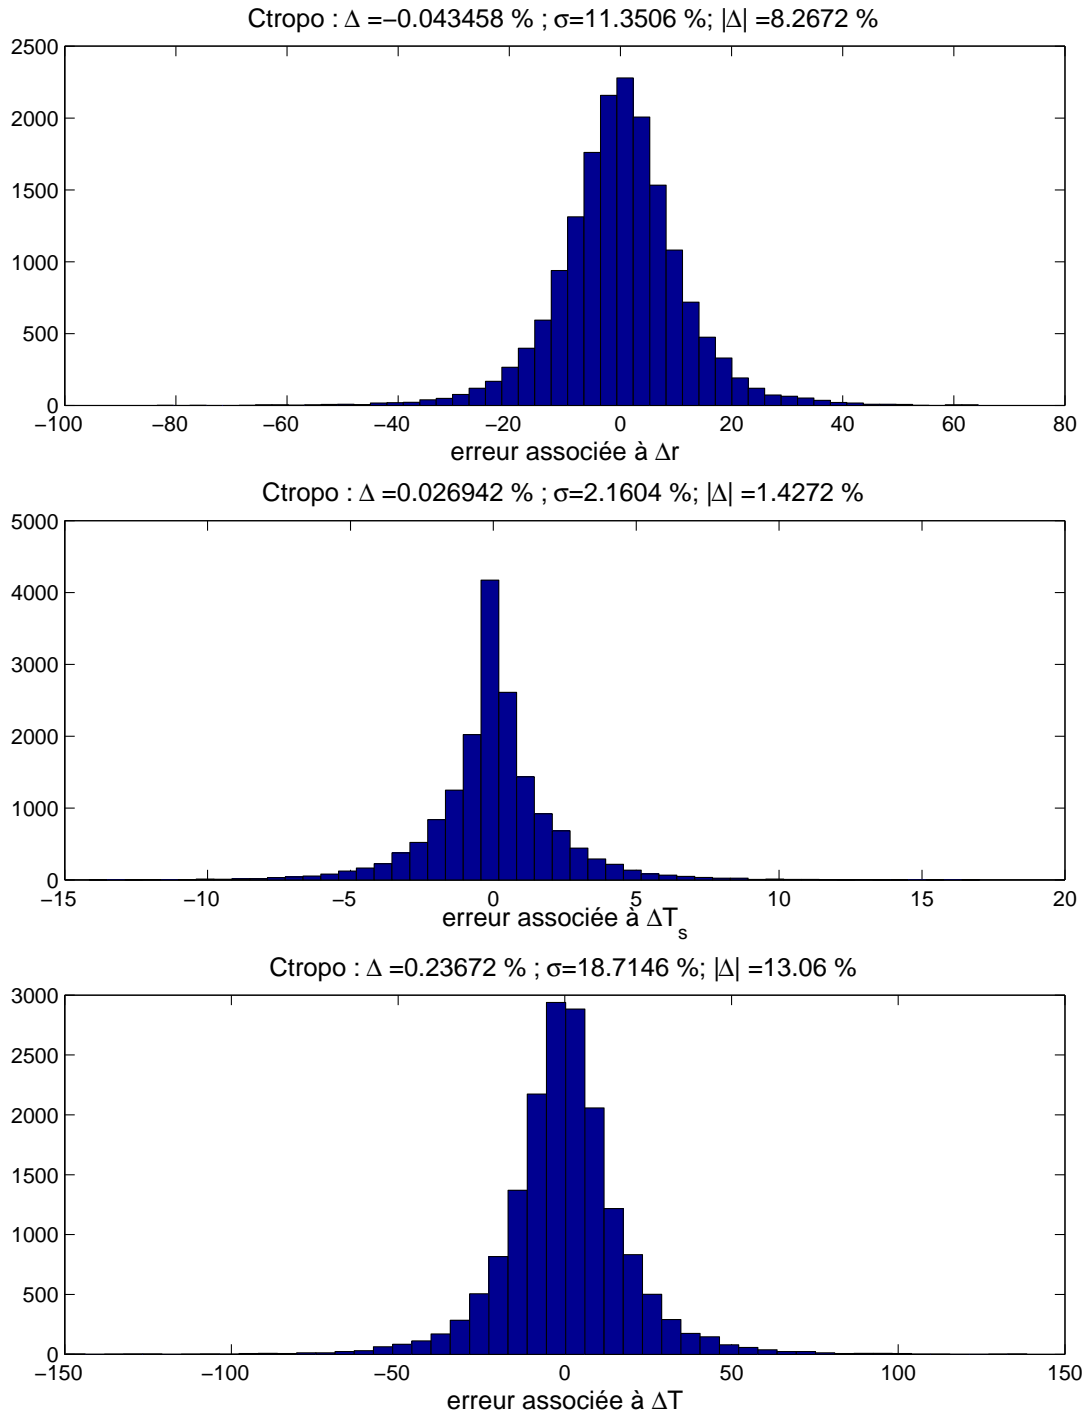 Ctropo : Δ =−0.043458 % ; σ=11.3506 %; |Δ| =8.2672 %
2500
2000
1500
1000
500
0
−100 −80 −60 −40 −20 0 20 40 60 80
erreur associée à Δr
Ctropo : Δ =0.026942 % ; σ=2.1604 %; |Δ| =1.4272 %
5000
4000
3000
2000
1000
0
−15 −10 −5 0 5 10 15 20
erreur associée à ΔT_s
Ctropo : Δ =0.23672 % ; σ=18.7146 %; |Δ| =13.06 %
3000
2500
2000
1500
1000
500
0
−150 −100 −50 0 50 100 150
erreur associée à ΔT